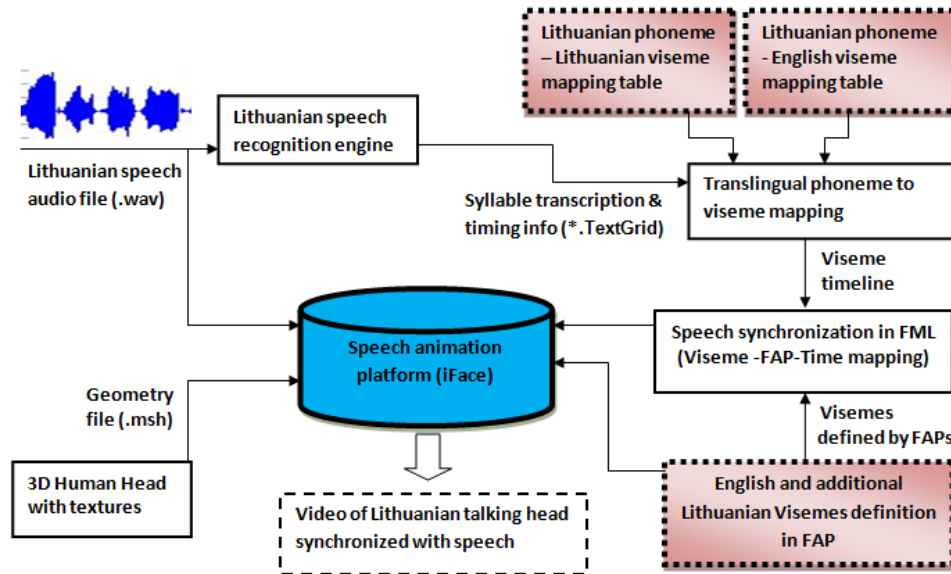 Lithuanian phoneme
– Lithuanian viseme
mapping table
Lithuanian phoneme
- English viseme
mapping table
Lithuanian speech
recognition engine
Lithuanian speech
audio file (.wav)
Syllable transcription &
timing info (*.TextGrid)
Translingual phoneme to
viseme mapping
Viseme
timeline
Speech synchronization in FML
(Viseme -FAP-Time mapping)
Speech animation
platform (iFace)
Geometry
file (.msh)
Visemes
defined by FAPs
3D Human Head
with textures
English and additional
Lithuanian Visemes definition
in FAP
Video of Lithuanian talking head
synchronized with speech